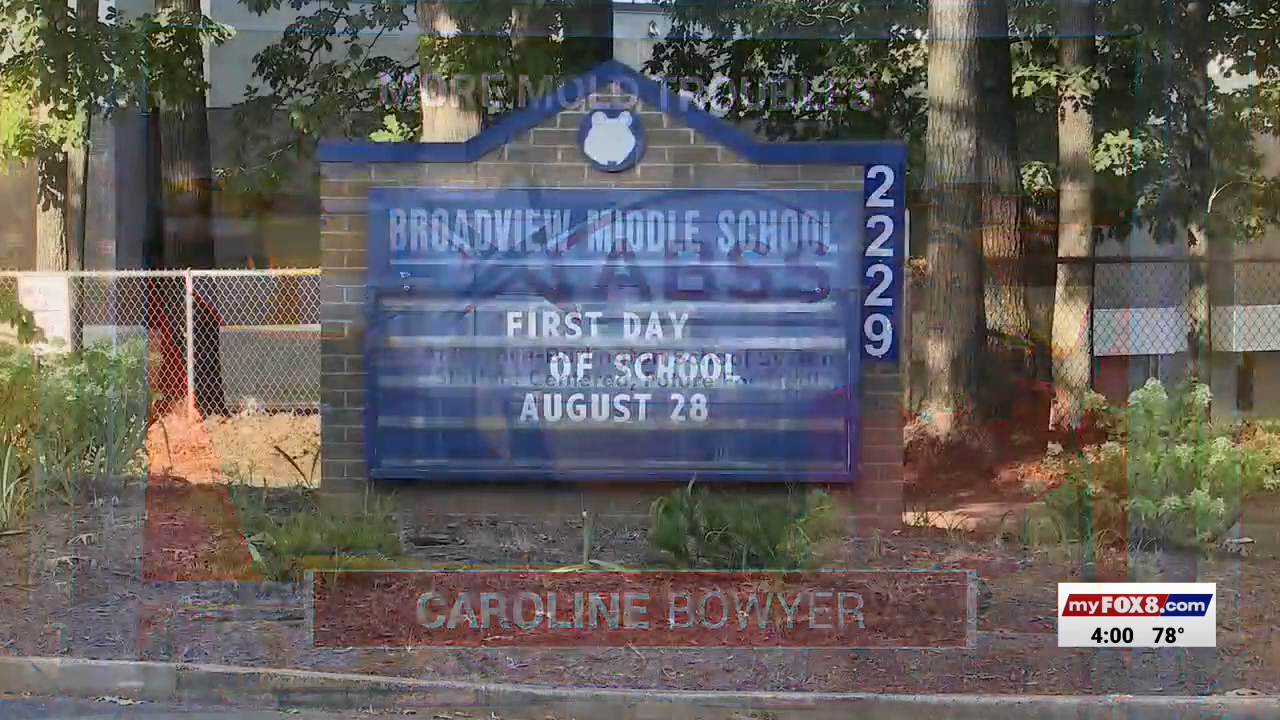 MORE MOLD TROUBLES
BROADVIEW MIDDLE SCHOOL
ABSS
2229
FIRST DAY
OF SCHOOL
AUGUST 28
CAROLINE BOWYER
myFOX8.com
4:00 78°